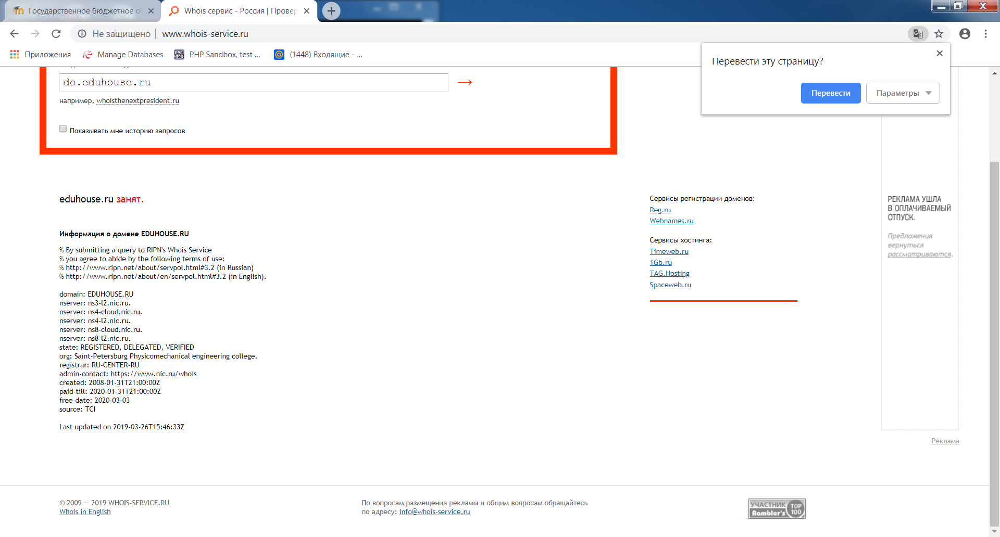 Государственное бюджетное об
Whois сервис - Россия | Провер
Не защищено
www.whois-service.ru
Приложения
Manage Databases
PHP Sandbox, test ...
(1448) Входящие - ...
Перевести эту страницу?
Перевести
Параметры
do.eduhouse.ru →
например, whoisthenextpresident.ru
Показывать мне историю запросов
eduhouse.ru занят.
Информация о домене EDUHOUSE.RU
% By submitting a query to RIPN's Whois Service
% you agree to abide by the following terms of use:
% http://www.ripn.net/about/servpol.html#3.2 (in Russian)
% http://www.ripn.net/about/en/servpol.html#3.2 (in English).
domain: EDUHOUSE.RU
nserver: ns3-l2.nic.ru.
nserver: ns4-cloud.nic.ru.
nserver: ns4-l2.nic.ru.
nserver: ns8-cloud.nic.ru.
nserver: ns8-l2.nic.ru.
state: REGISTERED, DELEGATED, VERIFIED
org: Saint-Petersburg Physicomechanical engineering college.
registrar: RU-CENTER-RU
admin-contact: https://www.nic.ru/whois
created: 2008-01-31T21:00:00Z
paid-till: 2020-01-31T21:00:00Z
free-date: 2020-03-03
source: TCI
Last updated on 2019-03-26T15:46:33Z
Сервисы регистрации доменов:
Reg.ru
Webnames.ru
Сервисы хостинга:
Timeweb.ru
1Gb.ru
TAG.Hosting
Spaceweb.ru
РЕКЛАМА УШЛА
В ОПЛАЧИВАЕМЫЙ
ОТПУСК.
Предложения
вернуться
рассматриваются.
Реклама
© 2009 — 2019 WHOIS-SERVICE.RU
Whois in English
По вопросам размещения рекламы и общим вопросам обращайтесь
по адресу: info@whois-service.ru
УЧАСТНИК
Rambler's
TOP
100